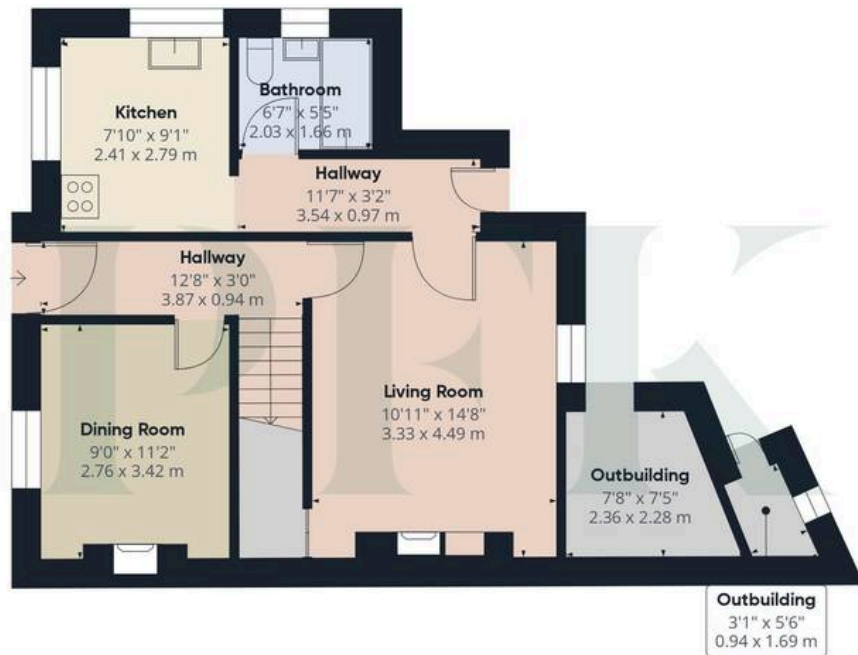 Kitchen
7'10" x 9'1"
2.41 x 2.79 m
Bathroom
6'7" x 5'5"
2.03 x 1.66 m
Hallway
11'7" x 3'2"
3.54 x 0.97 m
Hallway
12'8" x 3'0"
3.87 x 0.94 m
Living Room
10'11" x 14'8"
3.33 x 4.49 m
Dining Room
9'0" x 11'2"
2.76 x 3.42 m
Outbuilding
7'8" x 7'5"
2.36 x 2.28 m
Outbuilding
3'1" x 5'6"
0.94 x 1.69 m
PFK